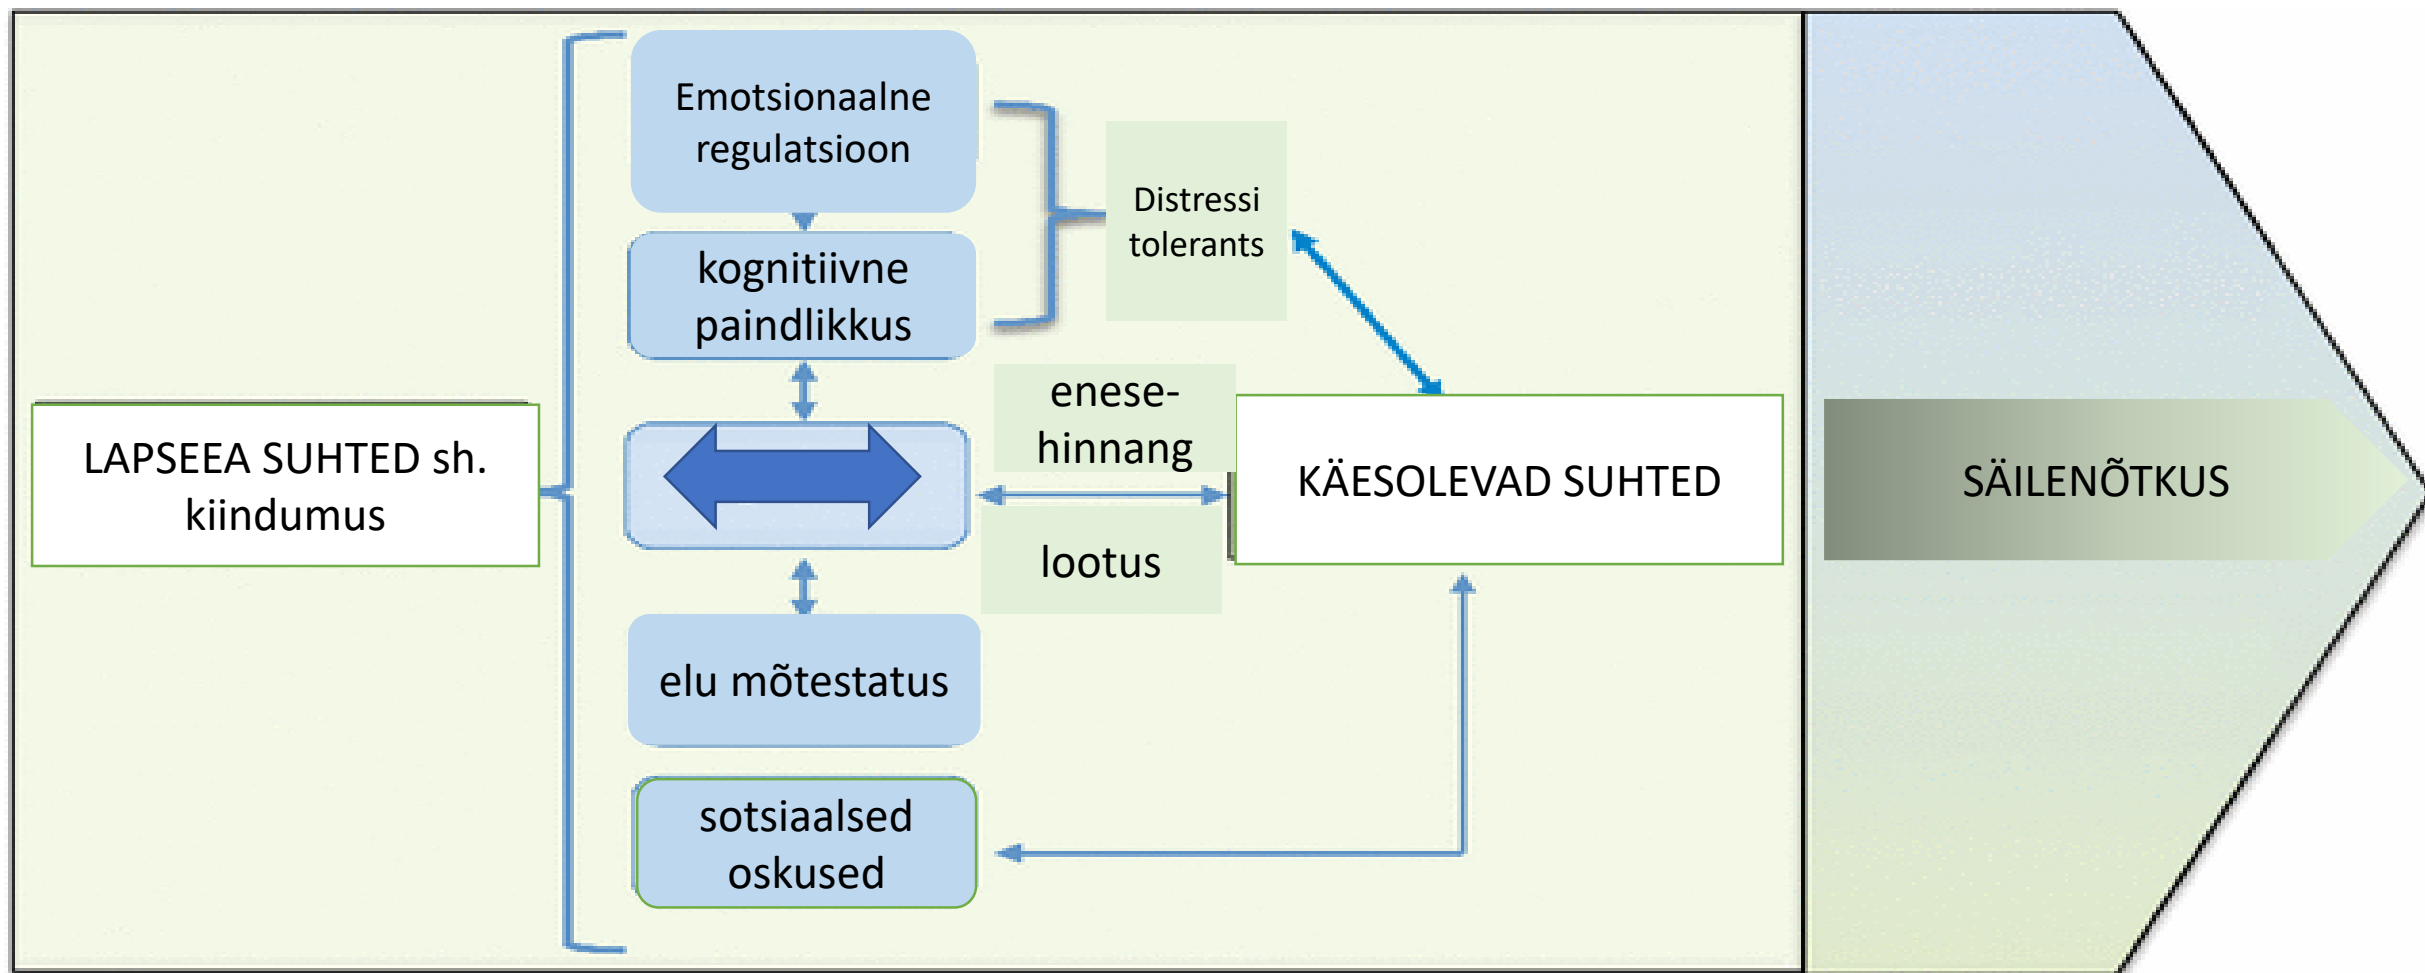 Emotsionaalne
regulatsioon
Distressi
tolerants
kognitiivne
paindlikkus
enese-
hinnang
LAPSEEA SUHTED sh.
kiindumus
KÄESOLEVAD SUHTED
SÄILENÕTKUS
lootus
elu mõtestatus
sotsiaalsed
oskused